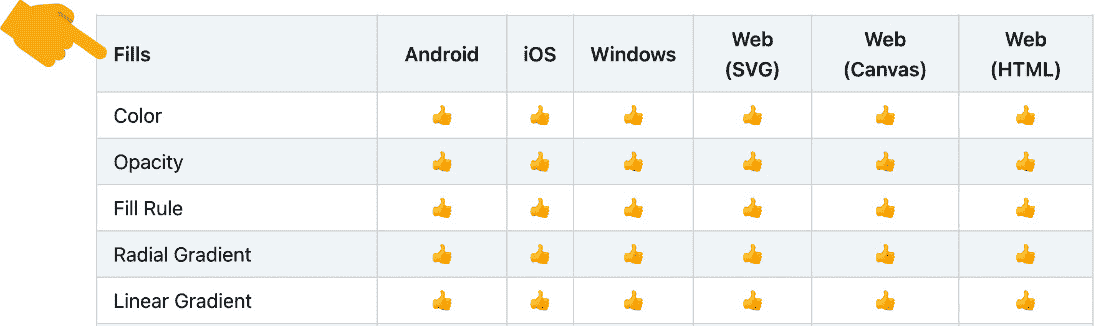 Fills Android iOS Windows Web (SVG) Web (Canvas) Web (HTML)
Color 👍 👍 👍 👍 👍 👍
Opacity 👍 👍 👍 👍 👍 👍
Fill Rule 👍 👍 👍 👍 👍 👍
Radial Gradient 👍 👍 👍 👍 👍 👍
Linear Gradient 👍 👍 👍 👍 👍 👍